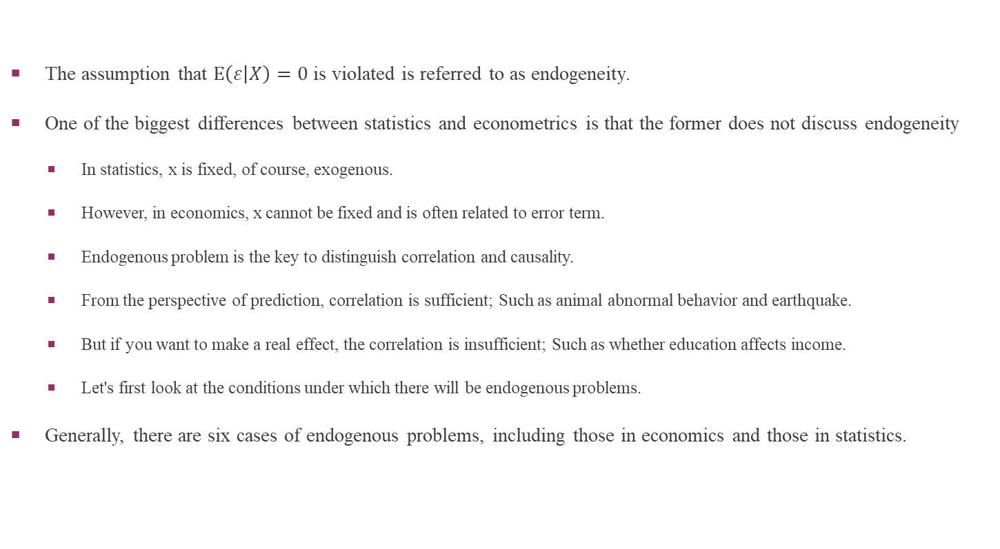 The assumption that E(ε|X) = 0 is violated is referred to as endogeneity.
One of the biggest differences between statistics and econometrics is that the former does not discuss endogeneity
In statistics, x is fixed, of course, exogenous.
However, in economics, x cannot be fixed and is often related to error term.
Endogenous problem is the key to distinguish correlation and causality.
From the perspective of prediction, correlation is sufficient; Such as animal abnormal behavior and earthquake.
But if you want to make a real effect, the correlation is insufficient; Such as whether education affects income.
Let's first look at the conditions under which there will be endogenous problems.
Generally, there are six cases of endogenous problems, including those in economics and those in statistics.